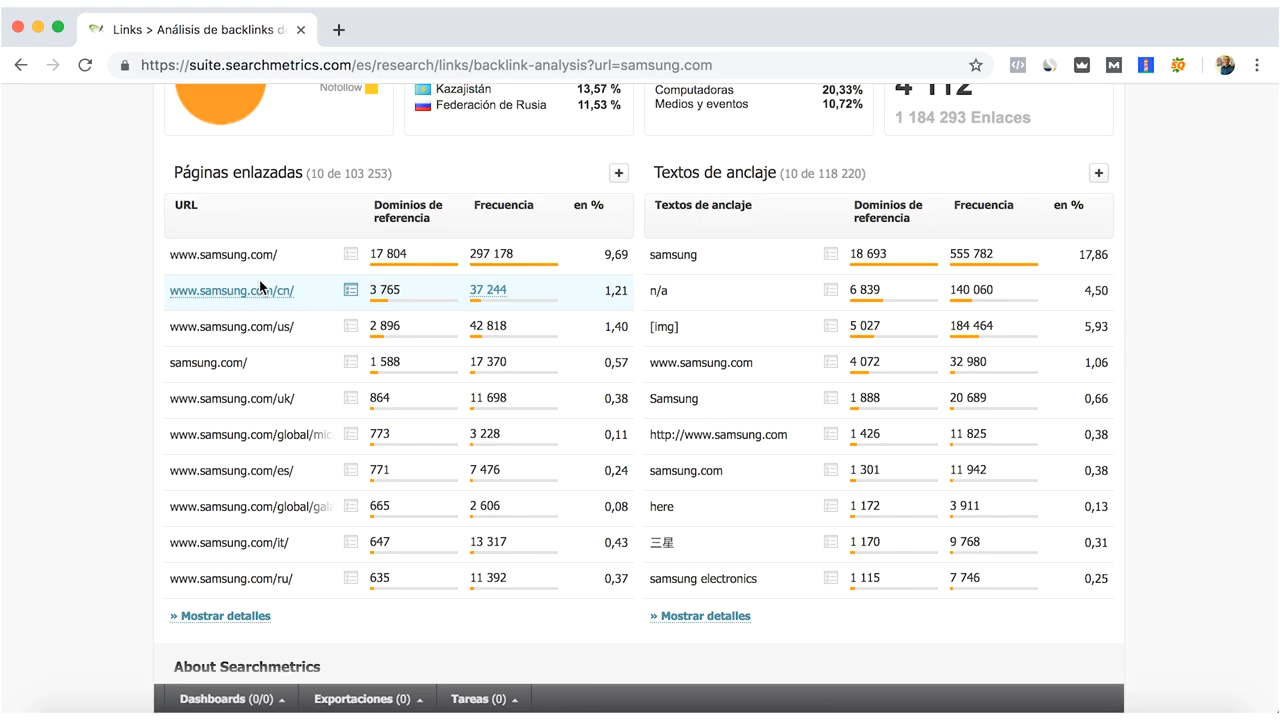 Links > Análisis de backlinks d
https://suite.searchmetrics.com/es/research/links/backlink-analysis?url=samsung.com
Nofollow
Kazajistán 13,57 %
Federación de Rusia 11,53 %
Computadoras 20,33%
Medios y eventos 10,72%
4 112
1 184 293 Enlaces
Páginas enlazadas (10 de 103 253)
URL Dominios de referencia Frecuencia en %
www.samsung.com/ 17 804 297 178 9,69
www.samsung.com/cn/ 3 765 37 244 1,21
www.samsung.com/us/ 2 896 42 818 1,40
samsung.com/ 1 588 17 370 0,57
www.samsung.com/uk/ 864 11 698 0,38
www.samsung.com/global/mic 773 3 228 0,11
www.samsung.com/es/ 771 7 476 0,24
www.samsung.com/global/gala 665 2 606 0,08
www.samsung.com/it/ 647 13 317 0,43
www.samsung.com/ru/ 635 11 392 0,37
» Mostrar detalles
Textos de anclaje (10 de 118 220)
Textos de anclaje Dominios de referencia Frecuencia en %
samsung 18 693 555 782 17,86
n/a 6 839 140 060 4,50
[img] 5 027 184 464 5,93
www.samsung.com 4 072 32 980 1,06
Samsung 1 888 20 689 0,66
http://www.samsung.com 1 426 11 825 0,38
samsung.com 1 301 11 942 0,38
here 1 172 3 911 0,13
三星 1 170 9 768 0,31
samsung electronics 1 115 7 746 0,25
» Mostrar detalles
About Searchmetrics
Dashboards (0/0) Exportaciones (0) Tareas (0)